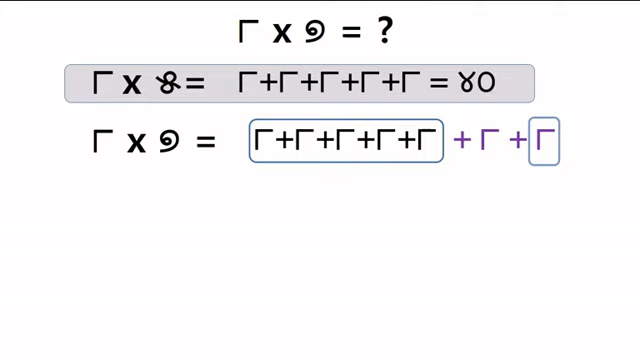 ୮ x ୭ = ?
୮ x ୫= ୮+୮+୮+୮+୮ = ୪୦
୮ x ୭ = ୮+୮+୮+୮+୮ + ୮ + ୮